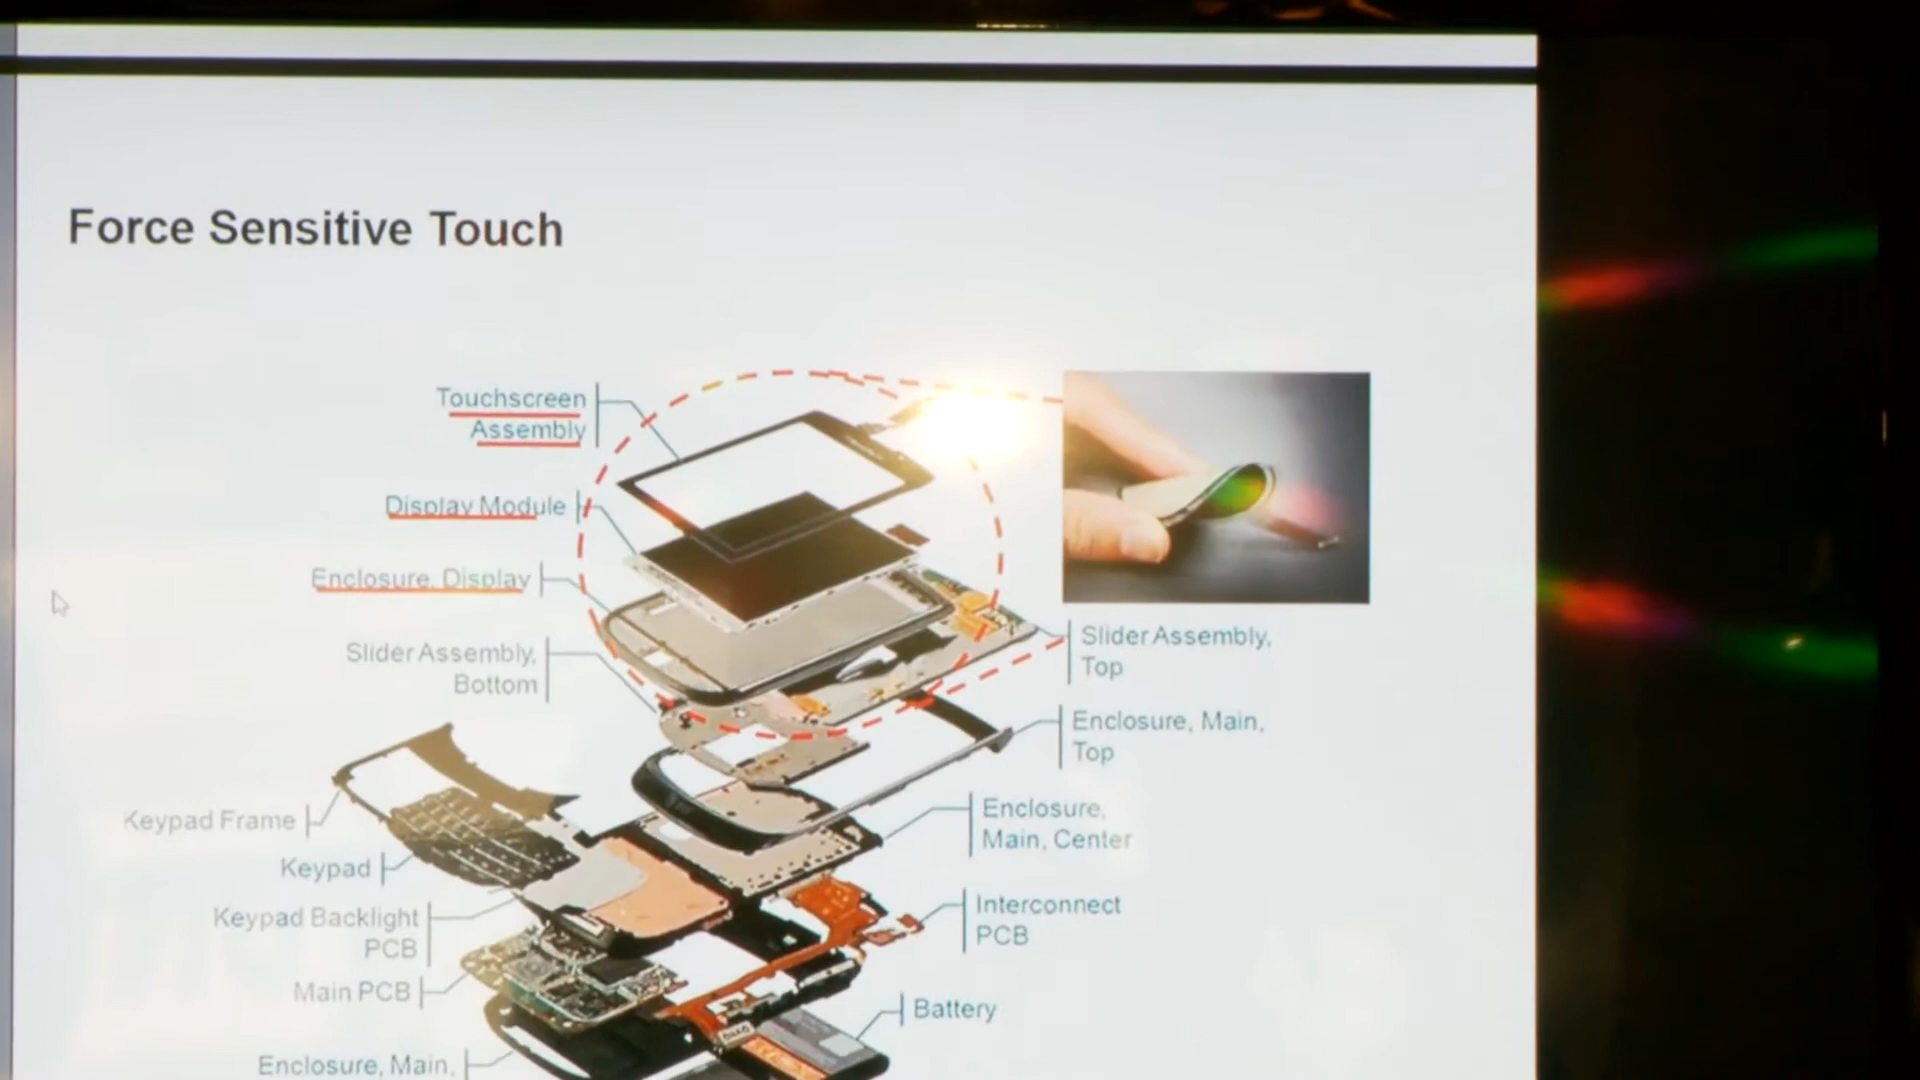 Force Sensitive Touch
Touchscreen
Assembly
Display Module
Enclosure, Display
Slider Assembly,
Bottom
Slider Assembly,
Top
Enclosure, Main,
Top
Keypad Frame
Enclosure,
Main, Center
Keypad
Keypad Backlight
PCB
Interconnect
PCB
Main PCB
Battery
Enclosure, Main,